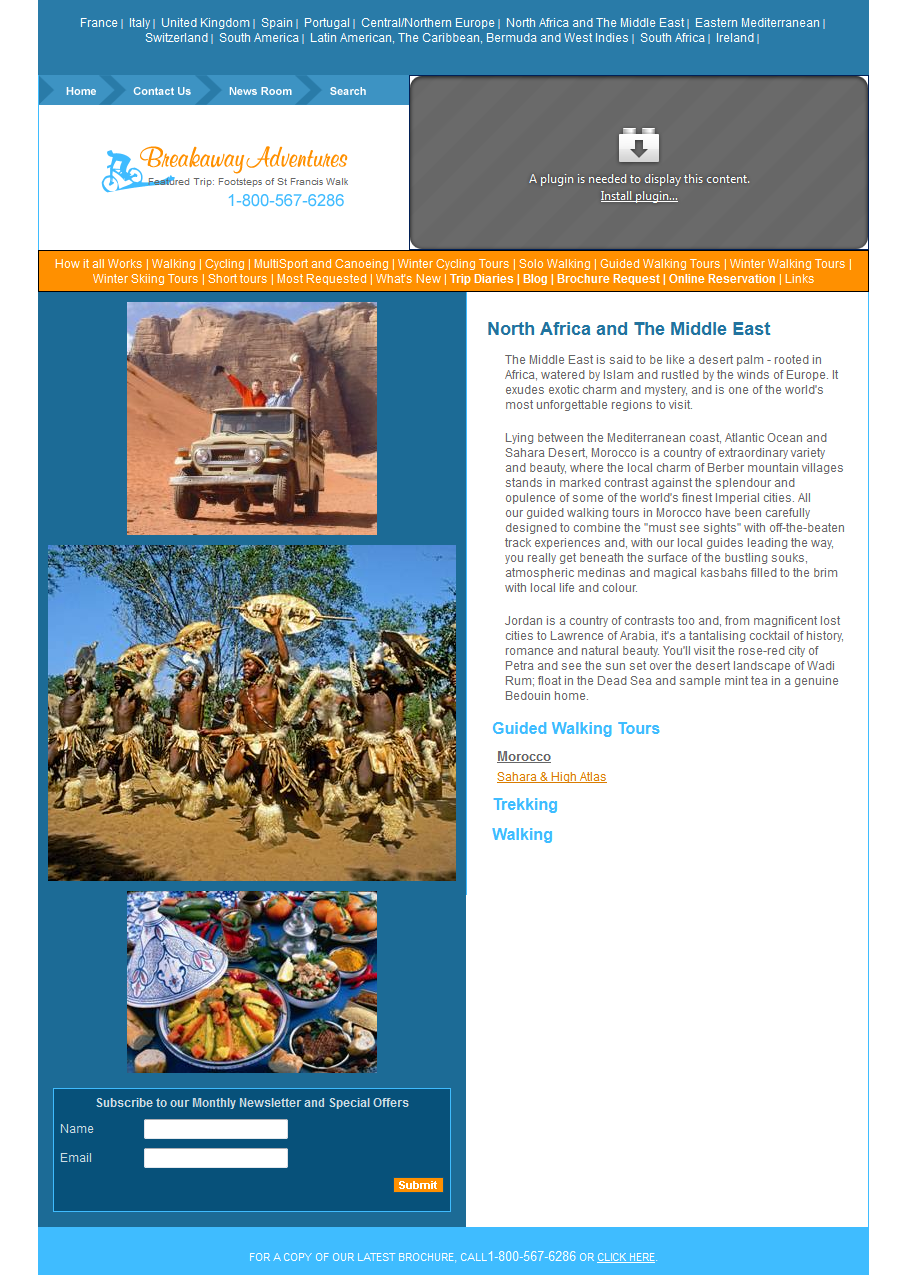 France | Italy | United Kingdom | Spain | Portugal | Central/Northern Europe | North Africa and The Middle East | Eastern Mediterranean |
Switzerland | South America | Latin American, The Caribbean, Bermuda and West Indies | South Africa | Ireland |
Home Contact Us News Room Search
A plugin is needed to display this content.
Install plugin...
Breakaway Adventures
Featured Trip: Footsteps of St Francis Walk
1-800-567-6286
How it all Works | Walking | Cycling | MultiSport and Canoeing | Winter Cycling Tours | Solo Walking | Guided Walking Tours | Winter Walking Tours |
Winter Skiing Tours | Short tours | Most Requested | What's New | Trip Diaries | Blog | Brochure Request | Online Reservation | Links
North Africa and The Middle East
The Middle East is said to be like a desert palm - rooted in
Africa, watered by Islam and rustled by the winds of Europe. It
exudes exotic charm and mystery, and is one of the world's
most unforgettable regions to visit.
Lying between the Mediterranean coast, Atlantic Ocean and
Sahara Desert, Morocco is a country of extraordinary variety
and beauty, where the local charm of Berber mountain villages
stands in marked contrast against the splendour and
opulence of some of the world's finest Imperial cities. All
our guided walking tours in Morocco have been carefully
designed to combine the "must see sights" with off-the-beaten
track experiences and, with our local guides leading the way,
you really get beneath the surface of the bustling souks,
atmospheric medinas and magical kasbahs filled to the brim
with local life and colour.
Jordan is a country of contrasts too and, from magnificent lost
cities to Lawrence of Arabia, it's a tantalising cocktail of history,
romance and natural beauty. You'll visit the rose-red city of
Petra and see the sun set over the desert landscape of Wadi
Rum; float in the Dead Sea and sample mint tea in a genuine
Bedouin home.
Guided Walking Tours
Morocco
Sahara & High Atlas
Trekking
Walking
Subscribe to our Monthly Newsletter and Special Offers
Name
Email
Submit
FOR A COPY OF OUR LATEST BROCHURE, CALL1-800-567-6286 OR CLICK HERE.